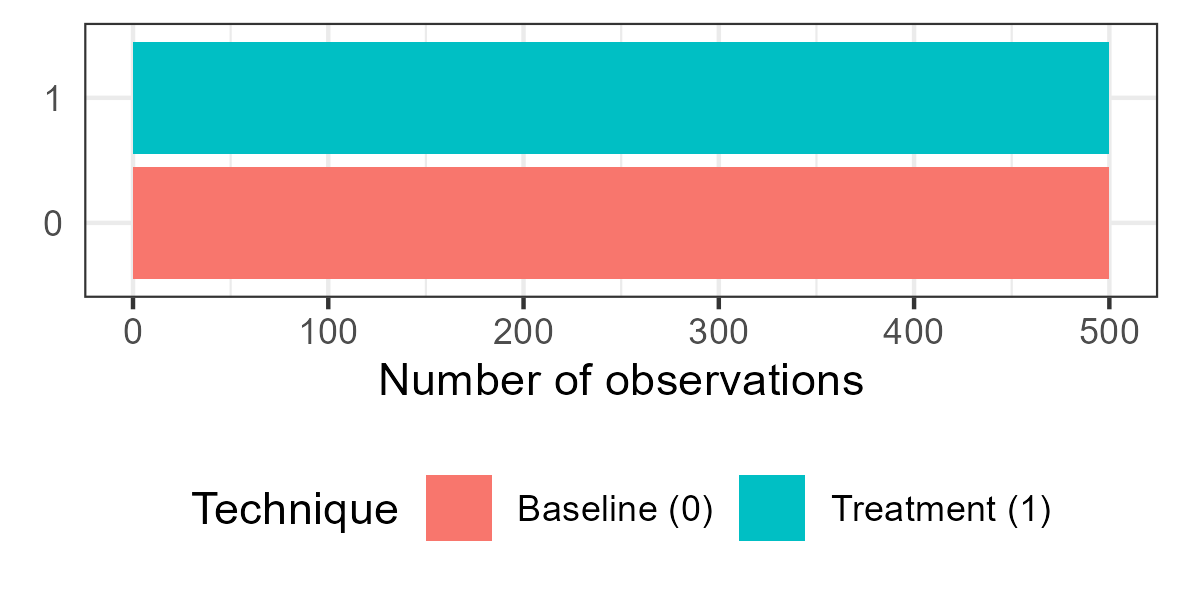 1
0
0 100 200 300 400 500
Number of observations
Technique Baseline (0) Treatment (1)